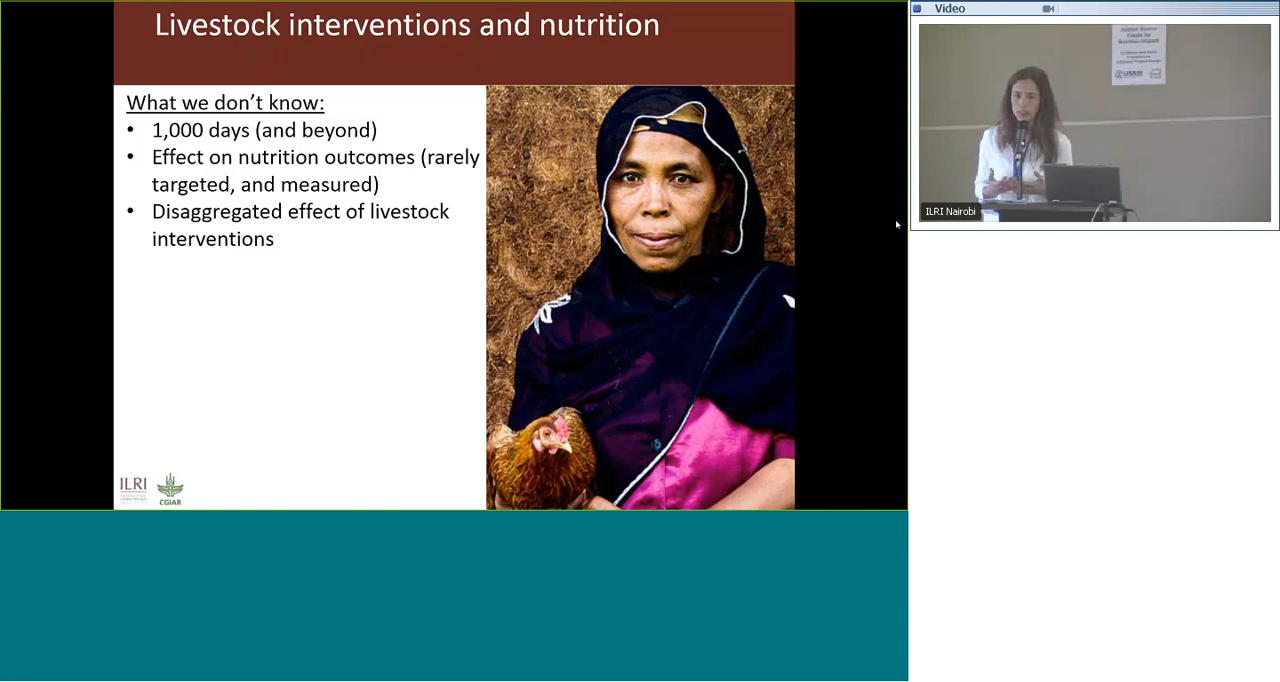 Livestock interventions and nutrition
What we don't know:
• 1,000 days (and beyond)
• Effect on nutrition outcomes (rarely
targeted, and measured)
• Disaggregated effect of livestock
interventions
ILRI
CGIAR
Video
USAID
ILRI Nairobi